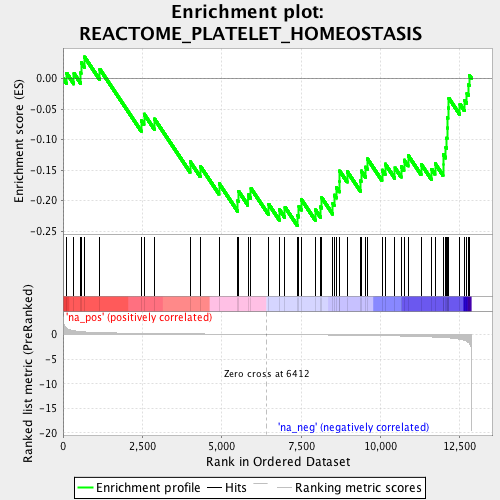 Enrichment plot:
REACTOME_PLATELET_HOMEOSTASIS
Enrichment score (ES)
0.00
-0.05
-0.10
-0.15
-0.20
-0.25
'na_pos' (positively correlated)
Ranked list metric (PreRanked)
0
-5
-10
-15
-20
Zero cross at 6412
'na_neg' (negatively correlated)
0
2,500
5,000
7,500
10,000
12,500
Rank in Ordered Dataset
Enrichment profile
Hits
Ranking metric scores